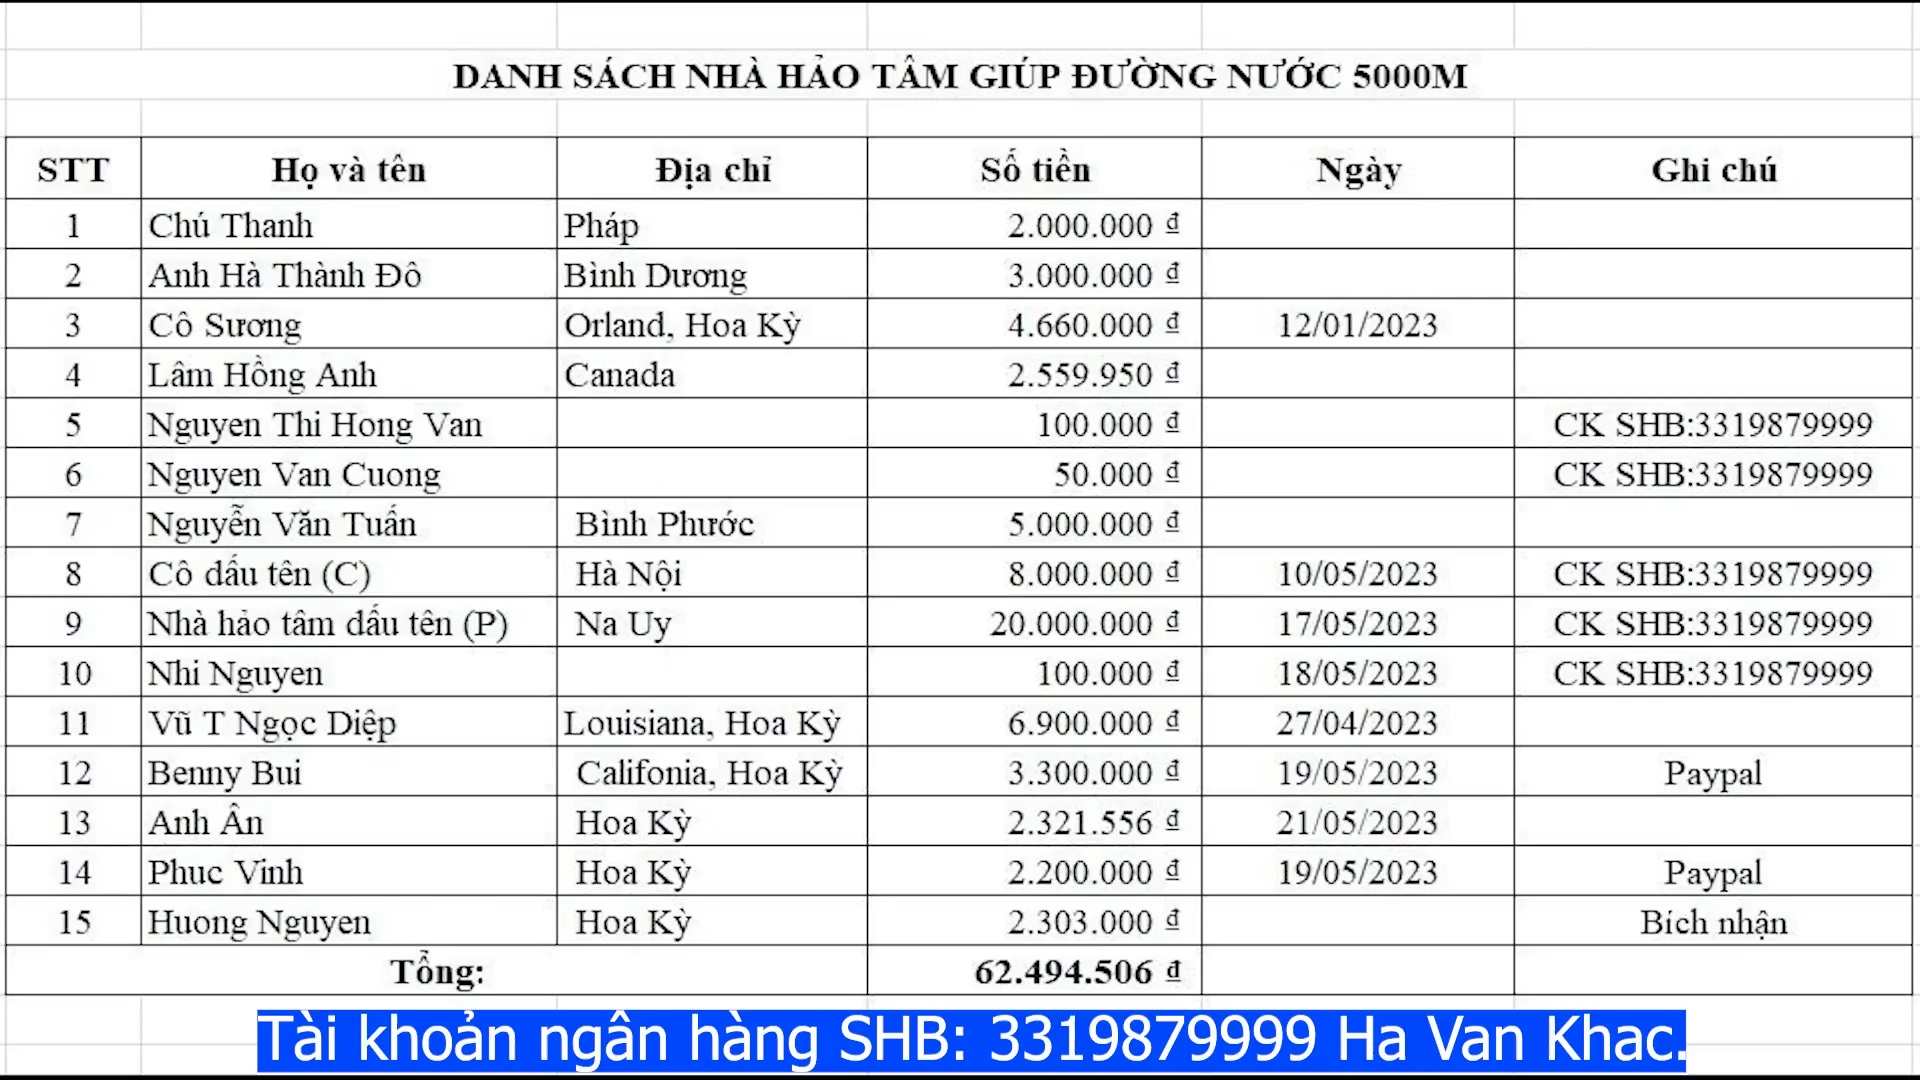 DANH SÁCH NHÀ HẢO TÂM GIÚP ĐƯỜNG NƯỚC 5000M
STT Họ và tên Địa chỉ Số tiền Ngày Ghi chú
1 Chú Thanh Pháp 2.000.000 ₫
2 Anh Hà Thành Đô Bình Dương 3.000.000 ₫
3 Cô Sương Orland, Hoa Kỳ 4.660.000 ₫ 12/01/2023
4 Lâm Hồng Anh Canada 2.559.950 ₫
5 Nguyen Thi Hong Van 100.000 ₫ CK SHB:3319879999
6 Nguyen Van Cuong 50.000 ₫ CK SHB:3319879999
7 Nguyễn Văn Tuấn Bình Phước 5.000.000 ₫
8 Cô dấu tên (C) Hà Nội 8.000.000 ₫ 10/05/2023 CK SHB:3319879999
9 Nhà hảo tâm dấu tên (P) Na Uy 20.000.000 ₫ 17/05/2023 CK SHB:3319879999
10 Nhi Nguyen 100.000 ₫ 18/05/2023 CK SHB:3319879999
11 Vũ T Ngọc Diệp Louisiana, Hoa Kỳ 6.900.000 ₫ 27/04/2023
12 Benny Bui Califonia, Hoa Kỳ 3.300.000 ₫ 19/05/2023 Paypal
13 Anh Ân Hoa Kỳ 2.321.556 ₫ 21/05/2023
14 Phuc Vinh Hoa Kỳ 2.200.000 ₫ 19/05/2023 Paypal
15 Huong Nguyen Hoa Kỳ 2.303.000 ₫ Bích nhận
Tổng: 62.494.506 ₫
Tài khoản ngân hàng SHB: 3319879999 Ha Van Khac.